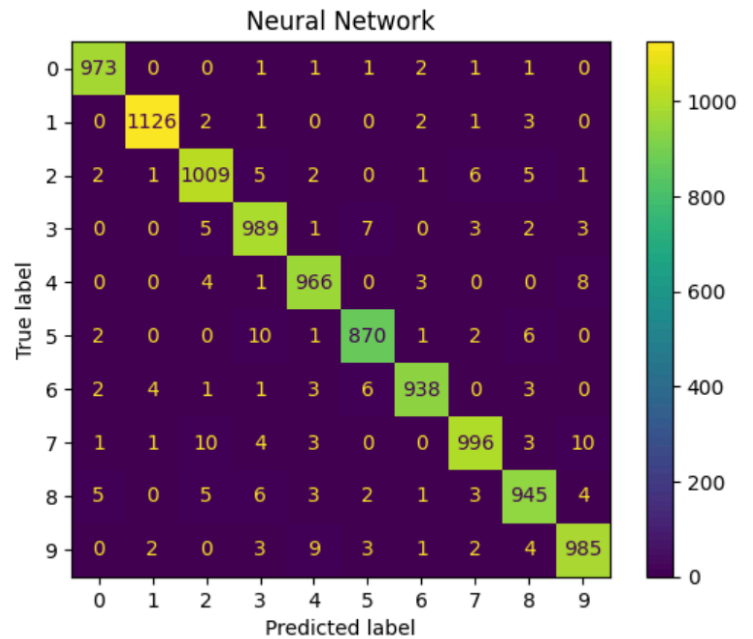 Neural Network
0 973 0 0 1 1 1 2 1 1 0
1 0 1126 2 1 0 0 2 1 3 0
2 2 1 1009 5 2 0 1 6 5 1
3 0 0 5 989 1 7 0 3 2 3
4 0 0 4 1 966 0 3 0 0 8
5 2 0 0 10 1 870 1 2 6 0
6 2 4 1 1 3 6 938 0 3 0
7 1 1 10 4 3 0 0 996 3 10
8 5 0 5 6 3 2 1 3 945 4
9 0 2 0 3 9 3 1 2 4 985
0 1 2 3 4 5 6 7 8 9
Predicted label
True label
1000
800
600
400
200
0